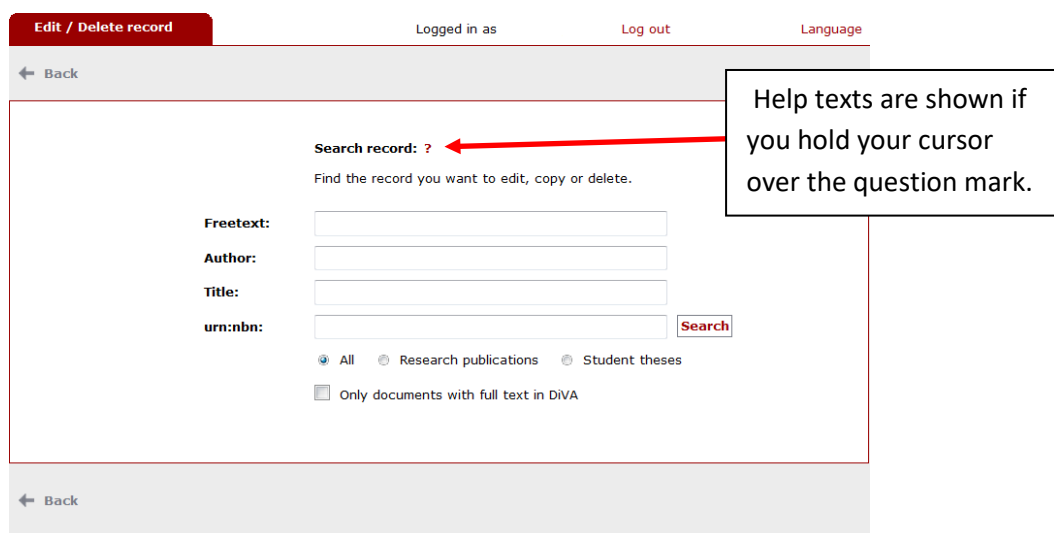 Edit / Delete record Logged in as Log out Language
Back
Help texts are shown if
you hold your cursor
over the question mark.
Search record: ?
Find the record you want to edit, copy or delete.
Freetext:
Author:
Title:
urn:nbn: Search
All Research publications Student theses
Only documents with full text in DiVA
Back